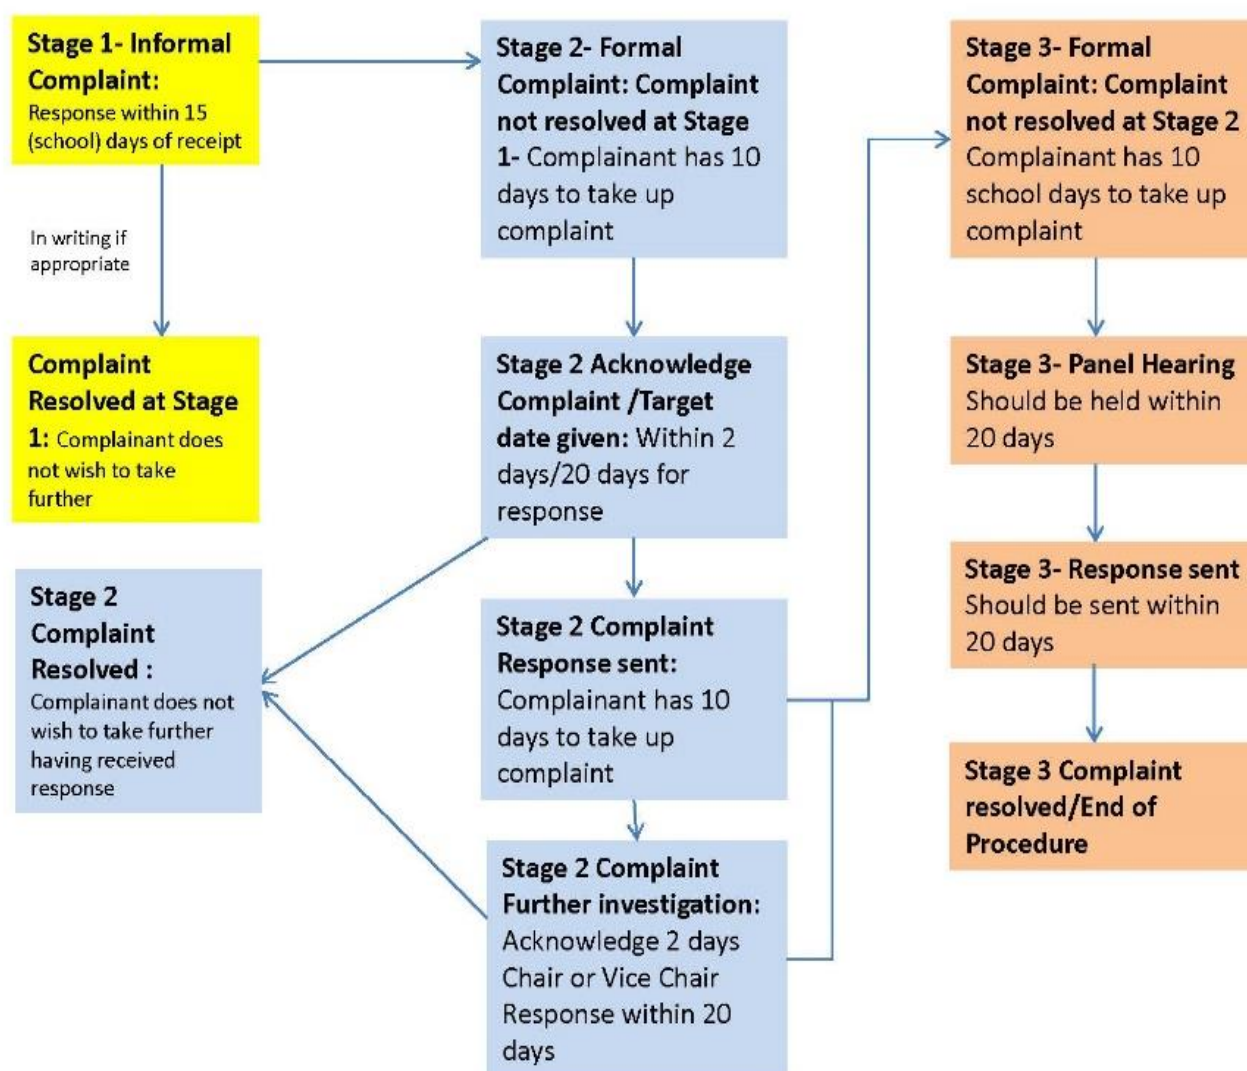 Stage 1- Informal
Complaint:
Response within 15
(school) days of receipt
In writing if
appropriate
Complaint
Resolved at Stage
1: Complainant does
not wish to take
further
Stage 2- Formal
Complaint: Complaint
not resolved at Stage
1- Complainant has 10
days to take up
complaint
Stage 2 Acknowledge
Complaint /Target
date given: Within 2
days/20 days for
response
Stage 2
Complaint
Resolved :
Complainant does not
wish to take further
having received
response
Stage 2 Complaint
Response sent:
Complainant has 10
days to take up
complaint
Stage 2 Complaint
Further investigation:
Acknowledge 2 days
Chair or Vice Chair
Response within 20
days
Stage 3- Formal
Complaint: Complaint
not resolved at Stage 2
Complainant has 10
school days to take up
complaint
Stage 3- Panel Hearing
Should be held within
20 days
Stage 3- Response sent
Should be sent within
20 days
Stage 3 Complaint
resolved/End of
Procedure